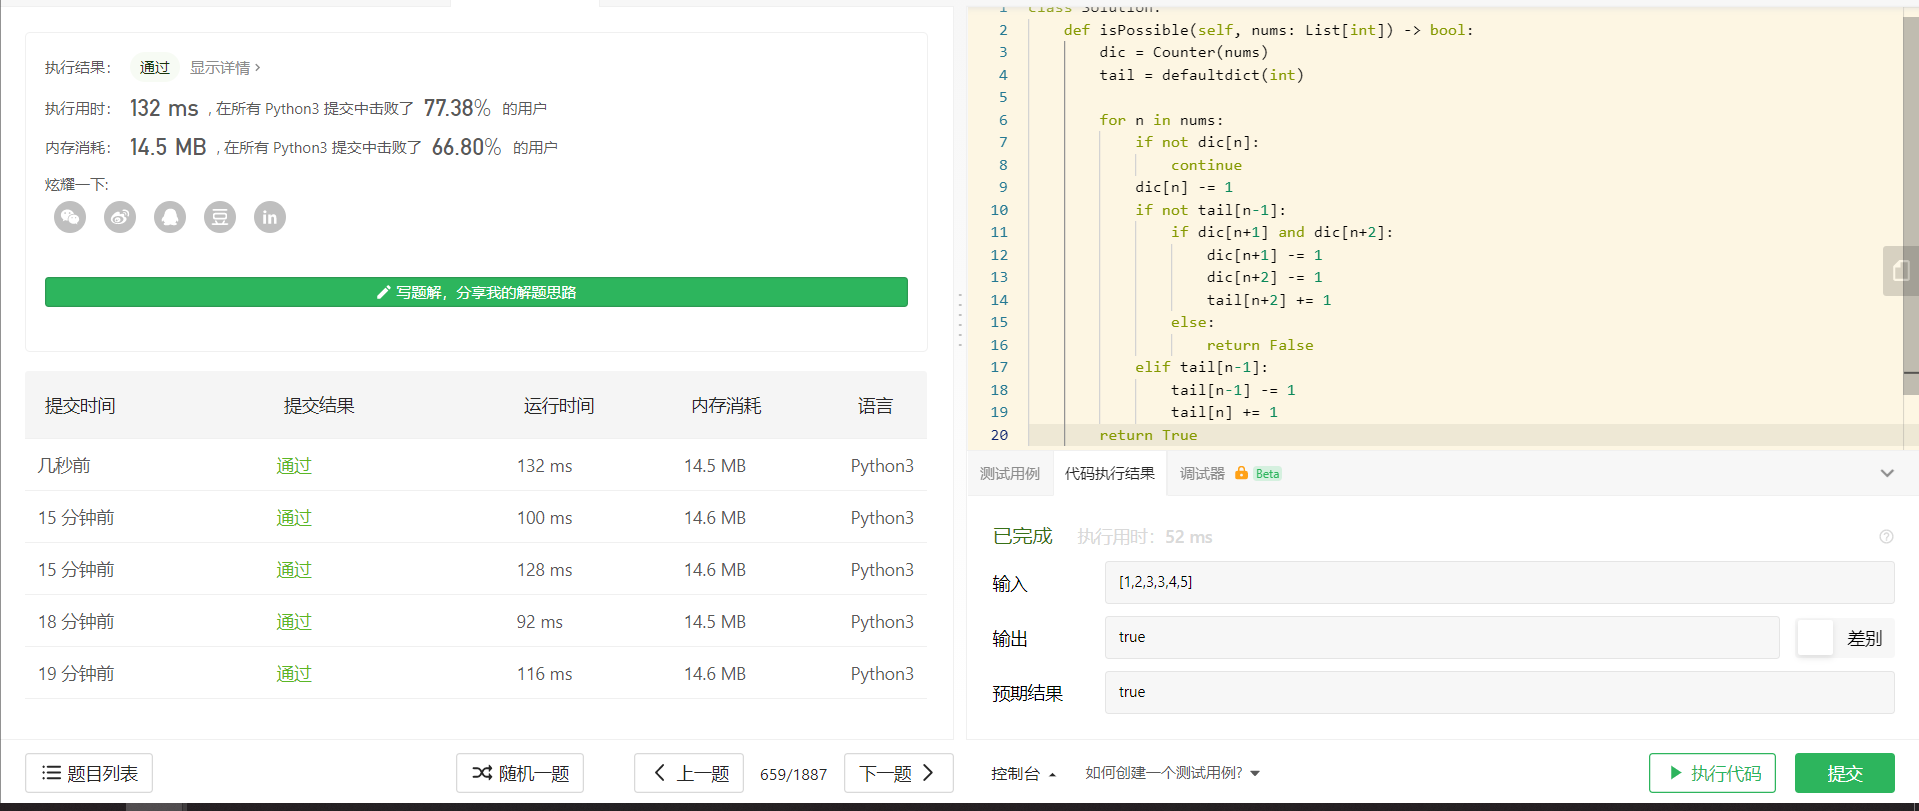 执行结果： 通过 显示详情 >
执行用时： 132 ms , 在所有 Python3 提交中击败了 77.38% 的用户
内存消耗： 14.5 MB , 在所有 Python3 提交中击败了 66.80% 的用户
炫耀一下:
豆 in
写题解，分享我的解题思路
提交时间 提交结果 运行时间 内存消耗 语言
几秒前 通过 132 ms 14.5 MB Python3
15 分钟前 通过 100 ms 14.6 MB Python3
15 分钟前 通过 128 ms 14.6 MB Python3
18 分钟前 通过 92 ms 14.5 MB Python3
19 分钟前 通过 116 ms 14.6 MB Python3
题目列表 随机一题 上一题 659/1887 下一题
1 class Solution:
2 def isPossible(self, nums: List[int]) -> bool:
3 dic = Counter(nums)
4 tail = defaultdict(int)
5
6 for n in nums:
7 if not dic[n]:
8 continue
9 dic[n] -= 1
10 if not tail[n-1]:
11 if dic[n+1] and dic[n+2]:
12 dic[n+1] -= 1
13 dic[n+2] -= 1
14 tail[n+2] += 1
15 else:
16 return False
17 elif tail[n-1]:
18 tail[n-1] -= 1
19 tail[n] += 1
20 return True
测试用例 代码执行结果 调试器 Beta
已完成 执行用时：52 ms
输入 [1,2,3,3,4,5]
输出 true 差别
预期结果 true
控制台 如何创建一个测试用例? 执行代码 提交